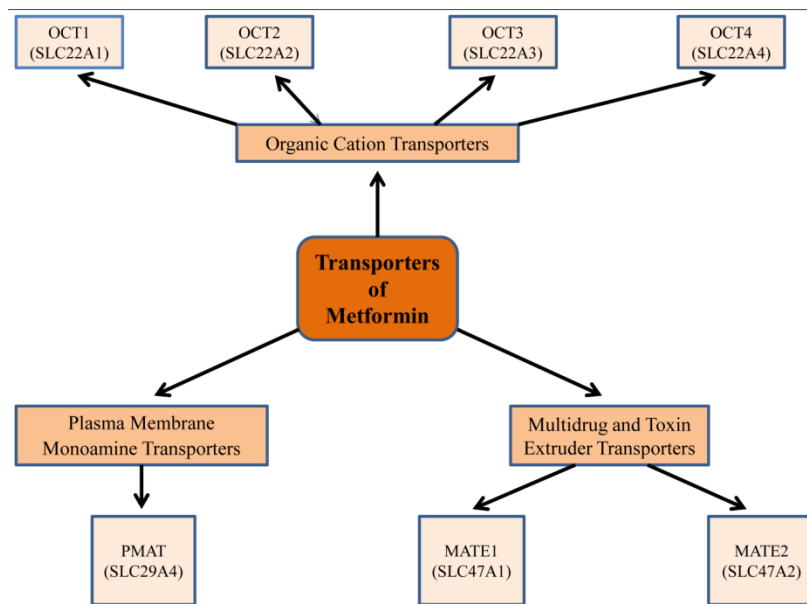 OCT1
(SLC22A1)
OCT2
(SLC22A2)
OCT3
(SLC22A3)
OCT4
(SLC22A4)
Organic Cation Transporters
Transporters
of
Metformin
Plasma Membrane
Monoamine Transporters
Multidrug and Toxin
Extruder Transporters
PMAT
(SLC29A4)
MATE1
(SLC47A1)
MATE2
(SLC47A2)